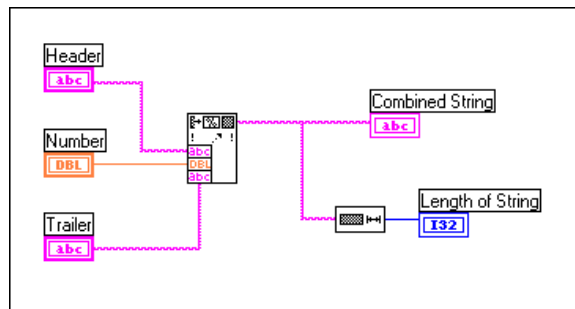 Header
abc
Number
DBL
Trailer
abc
abc
DBL
abc
Combined String
abc
Length of String
I32